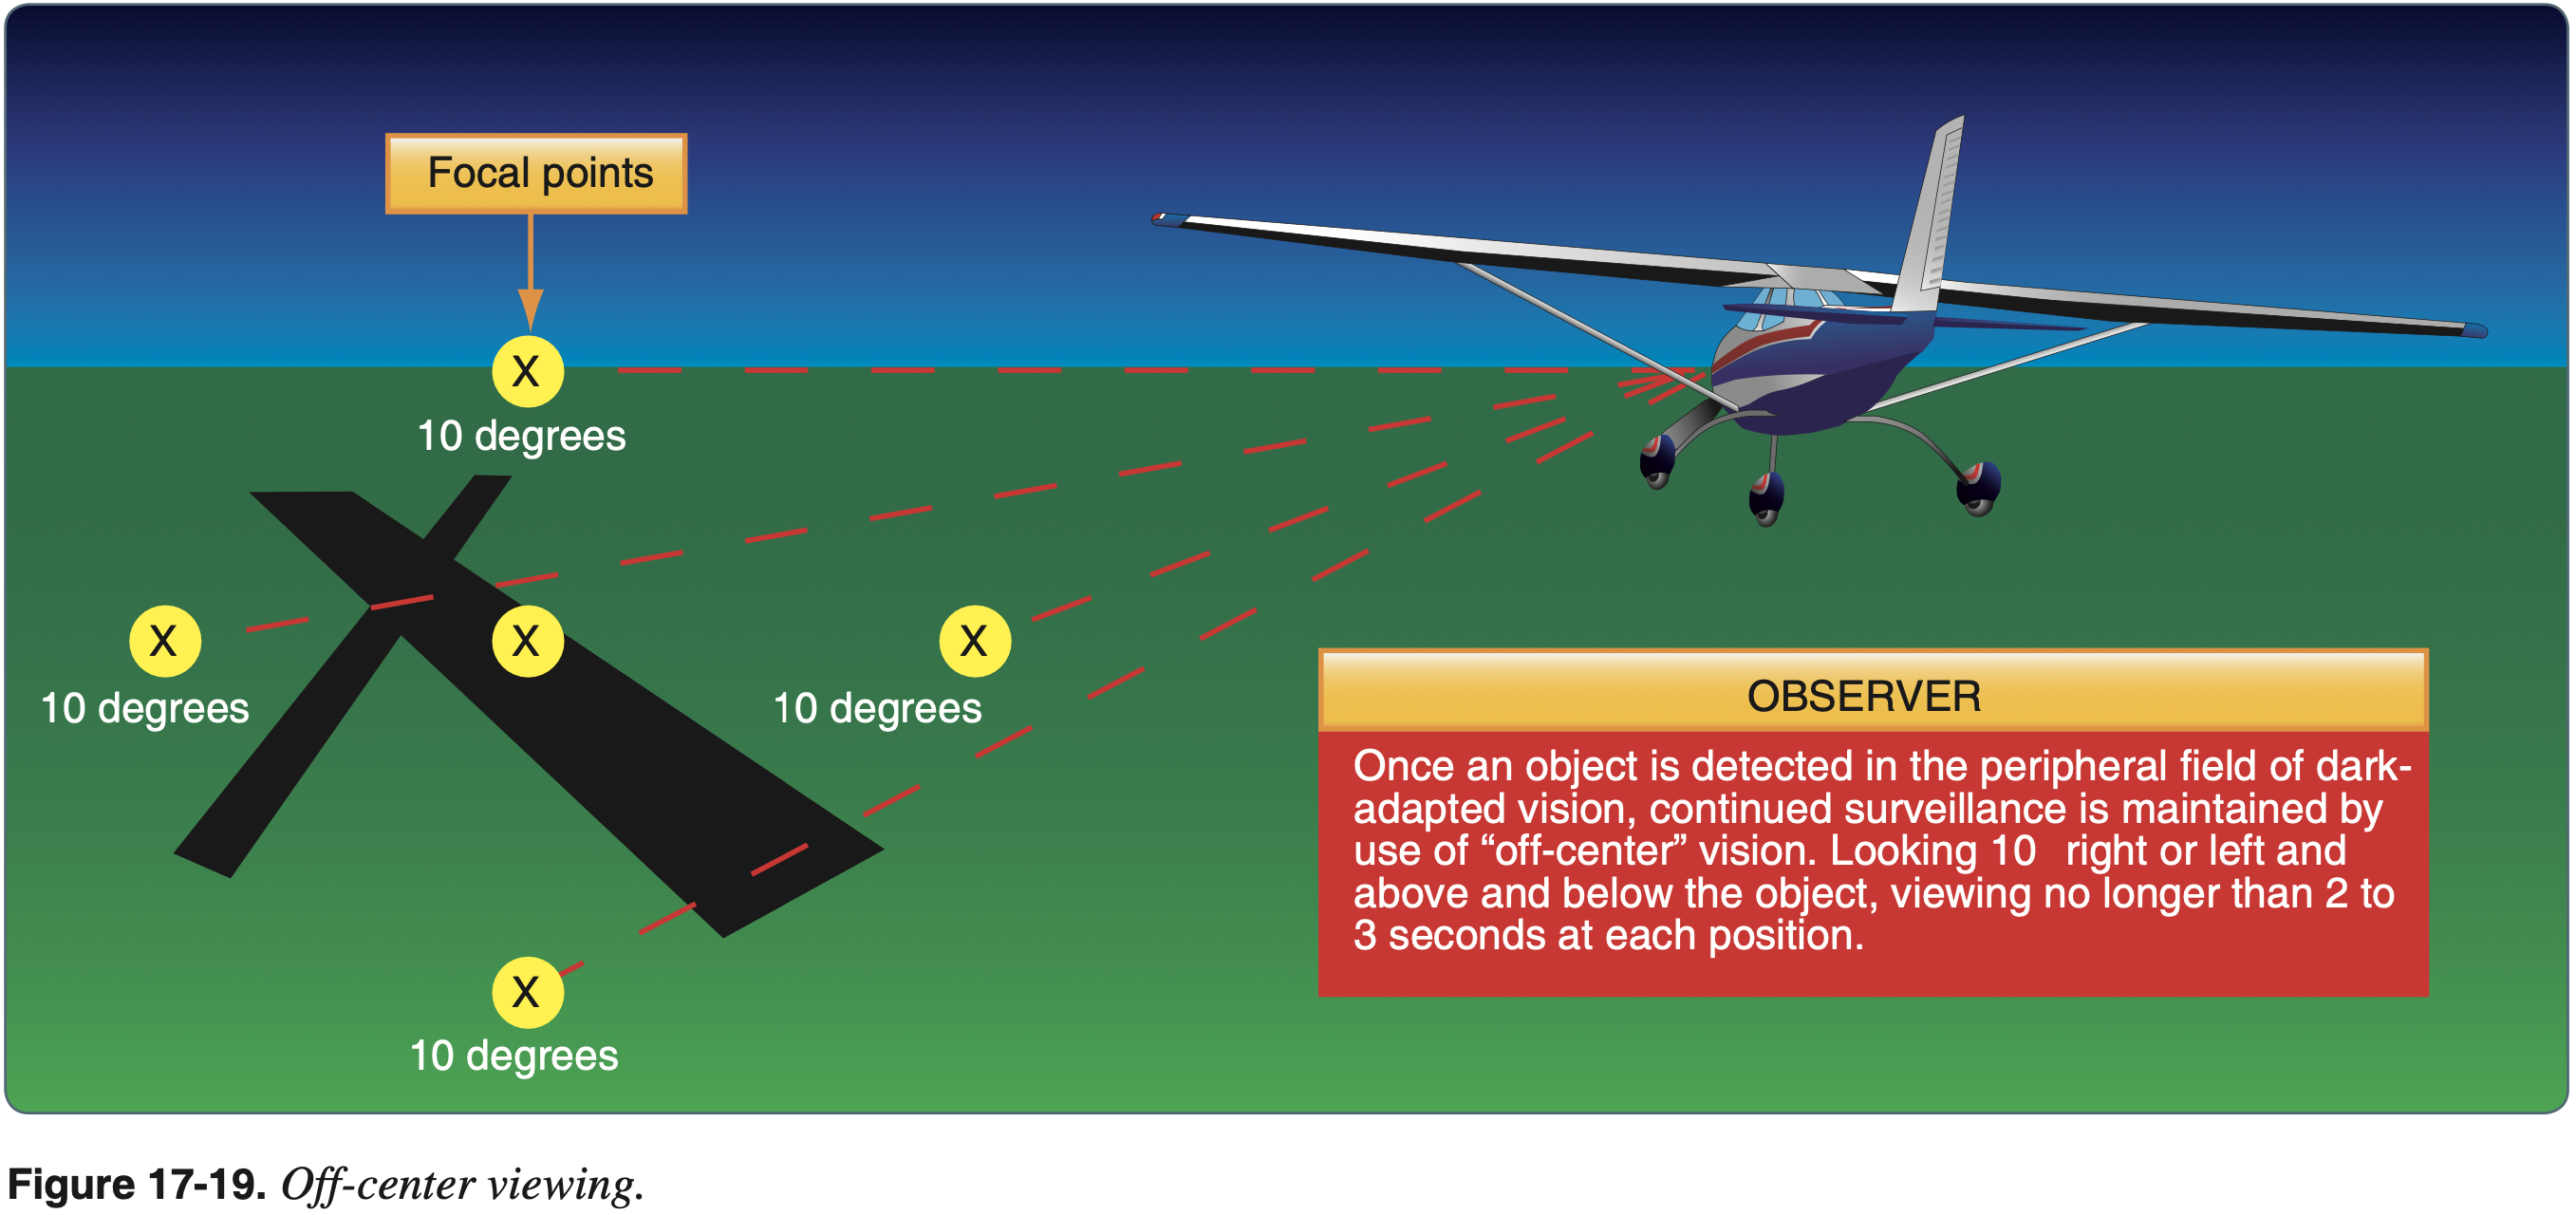 Focal points
X
10 degrees
X
X
X
10 degrees
10 degrees
OBSERVER
Once an object is detected in the peripheral field of dark-
adapted vision, continued surveillance is maintained by
use of “off-center” vision. Looking 10 right or left and
above and below the object, viewing no longer than 2 to
3 seconds at each position.
X
10 degrees
Figure 17-19. Off-center viewing.